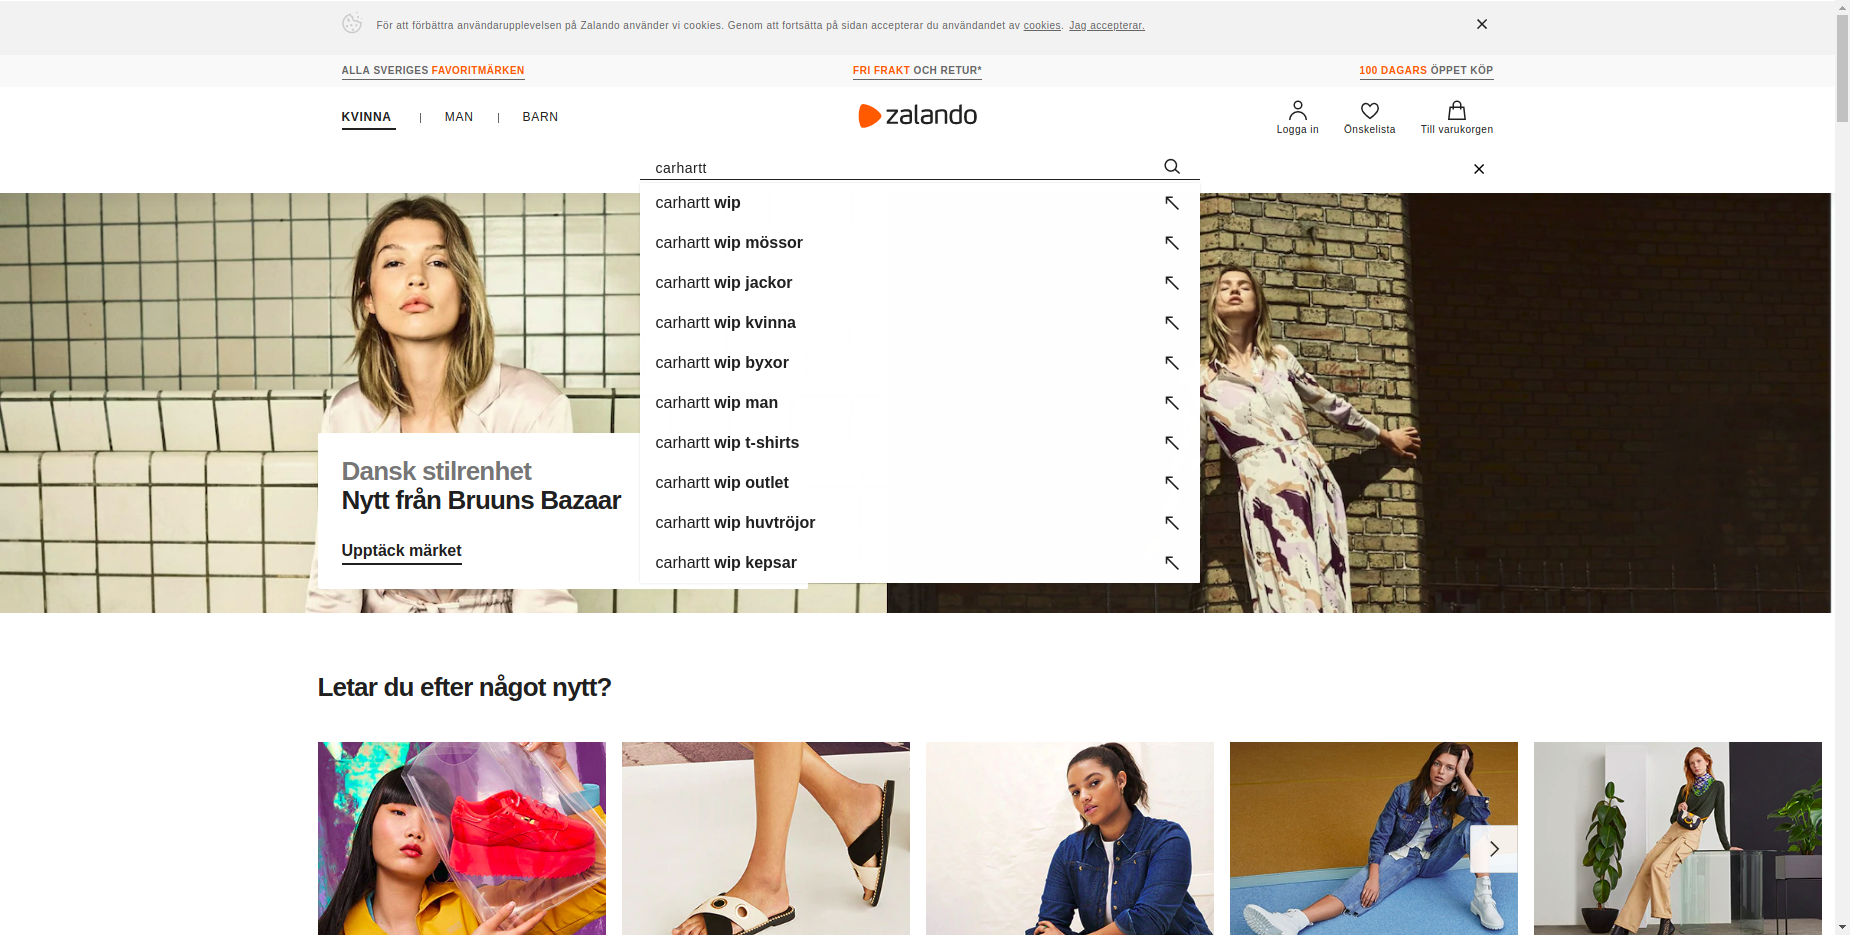 För att förbättra användarupplevelsen på Zalando använder vi cookies. Genom att fortsätta på sidan accepterar du användandet av cookies. Jag accepterar.
ALLA SVERIGES FAVORITMÄRKEN
FRI FRAKT OCH RETUR*
100 DAGARS ÖPPET KÖP
KVINNA | MAN | BARN
zalando
Logga in
Önskelista
Till varukorgen
carhartt
carhartt wip
carhartt wip mössor
carhartt wip jackor
carhartt wip kvinna
carhartt wip byxor
carhartt wip man
carhartt wip t-shirts
carhartt wip outlet
carhartt wip huvtröjor
carhartt wip kepsar
Dansk stilrenhet
Nytt från Bruuns Bazaar
Upptäck märket
Letar du efter något nytt?